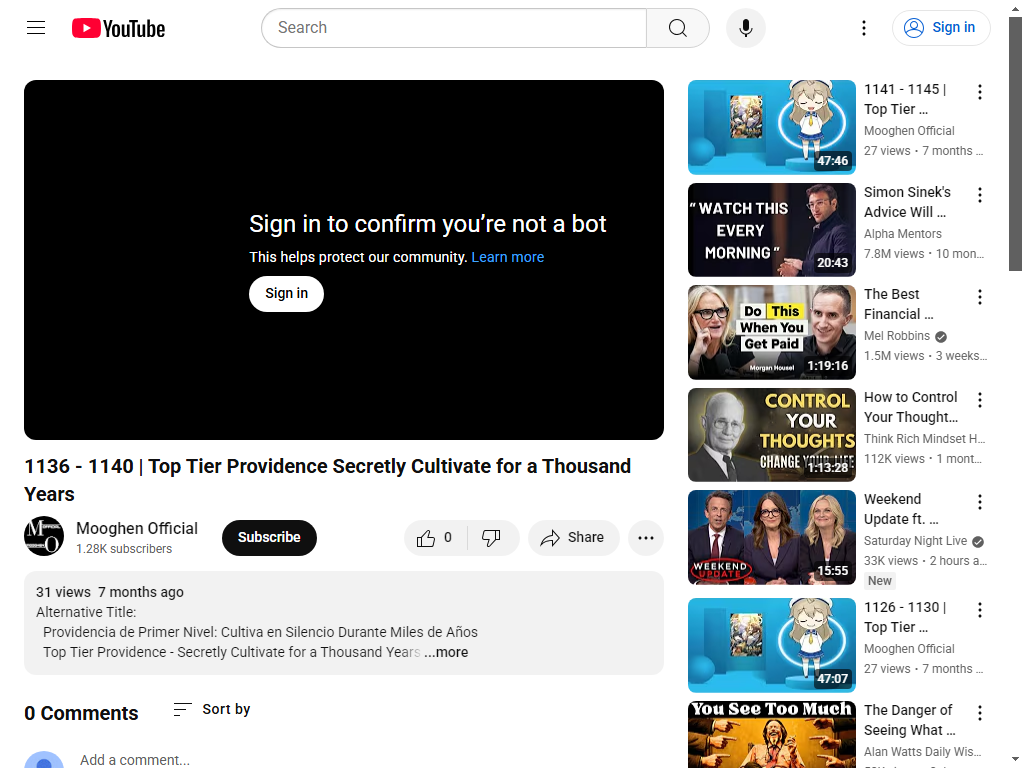 YouTube
Search
Sign in
Sign in to confirm you’re not a bot
This helps protect our community. Learn more
Sign in
1136 - 1140 | Top Tier Providence Secretly Cultivate for a Thousand
Years
Mooghen Official
1.28K subscribers
Subscribe
0
Share
31 views 7 months ago
Alternative Title:
Providencia de Primer Nivel: Cultiva en Silencio Durante Miles de Años
Top Tier Providence - Secretly Cultivate for a Thousand Years ...more
0 Comments
Sort by
Add a comment...
47:46
1141 - 1145 |
Top Tier ...
Mooghen Official
27 views • 7 months ...
“ WATCH THIS
EVERY
MORNING ”
20:43
Simon Sinek's
Advice Will ...
Alpha Mentors
7.8M views • 10 mon...
Do This
When You
Get Paid
Morgan Housel
1:19:16
The Best
Financial ...
Mel Robbins
1.5M views • 3 weeks...
CONTROL
YOUR
THOUGHTS
CHANGE YOUR LIFE
1:13:28
How to Control
Your Thought...
Think Rich Mindset H...
112K views • 1 mont...
WEEKEND
UPDATE
15:55
Weekend
Update ft. ...
Saturday Night Live
33K views • 2 hours a...
New
47:07
1126 - 1130 |
Top Tier ...
Mooghen Official
27 views • 7 months ...
You See Too Much
The Danger of
Seeing What ...
Alan Watts Daily Wis...